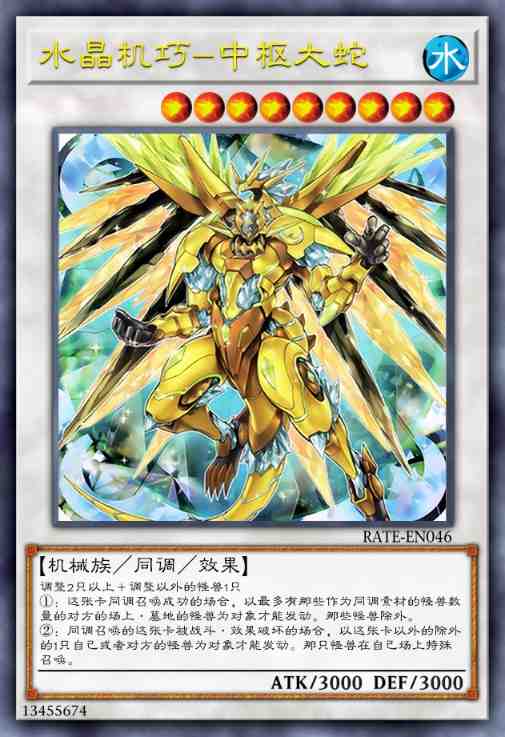 水晶机巧-中枢大蛇
水
RATE-EN046
【机械族／同调／效果】
调整2只以上＋调整以外的怪兽1只
①：这张卡同调召唤成功的场合，以最多有那些作为同调素材的怪兽数
量的对方的场上·墓地的怪兽为对象才能发动。那些怪兽除外。
②：同调召唤的这张卡被战斗·效果破坏的场合，以这张卡以外的除外
的1只自己或者对方的怪兽为对象才能发动。那只怪兽在自己场上特殊
召唤。
ATK/3000 DEF/3000
13455674